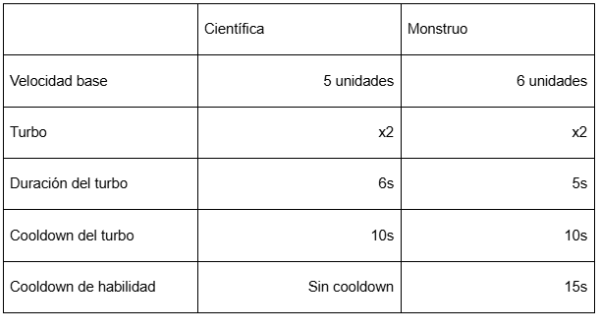 Científica Monstruo
Velocidad base 5 unidades 6 unidades
Turbo x2 x2
Duración del turbo 6s 5s
Cooldown del turbo 10s 10s
Cooldown de habilidad Sin cooldown 15s